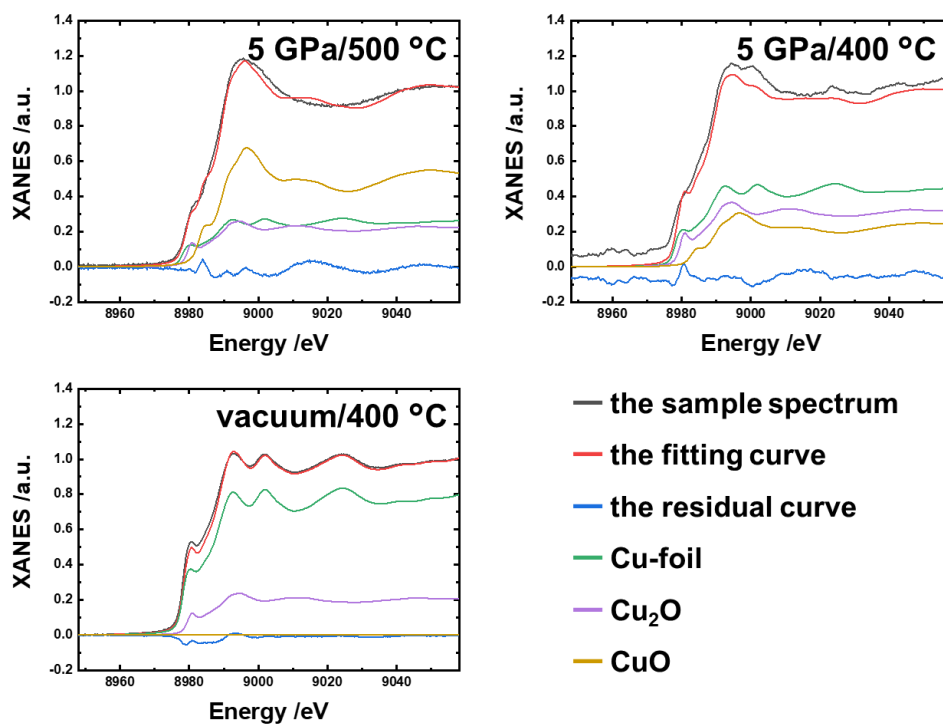 5 GPa/500 °C
XANES /a.u.
1.4
1.2
1.0
0.8
0.6
0.4
0.2
0.0
-0.2
8960 8980 9000 9020 9040
Energy /eV
5 GPa/400 °C
XANES /a.u.
1.4
1.2
1.0
0.8
0.6
0.4
0.2
0.0
-0.2
8960 8980 9000 9020 9040
Energy /eV
vacuum/400 °C
XANES /a.u.
1.4
1.2
1.0
0.8
0.6
0.4
0.2
0.0
-0.2
8960 8980 9000 9020 9040
Energy /eV
the sample spectrum
the fitting curve
the residual curve
Cu-foil
Cu₂O
CuO